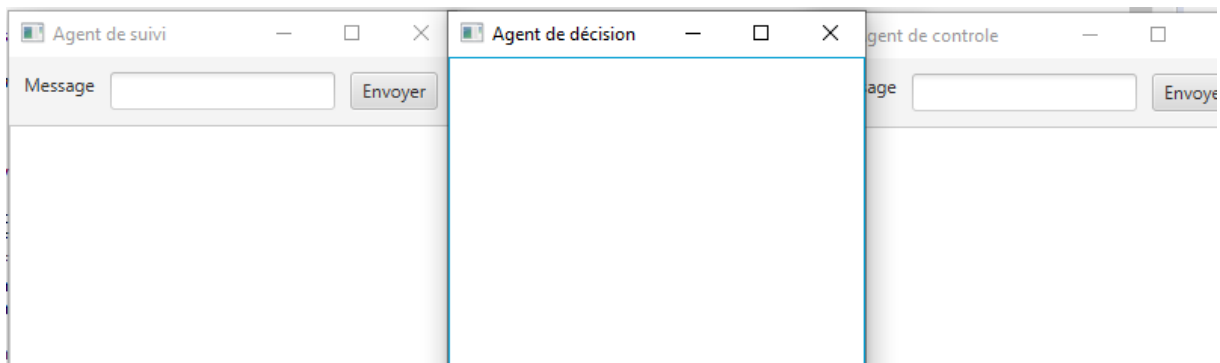 Agent de suivi
Message
Envoyer
Agent de décision
gent de controle
age
Envoye